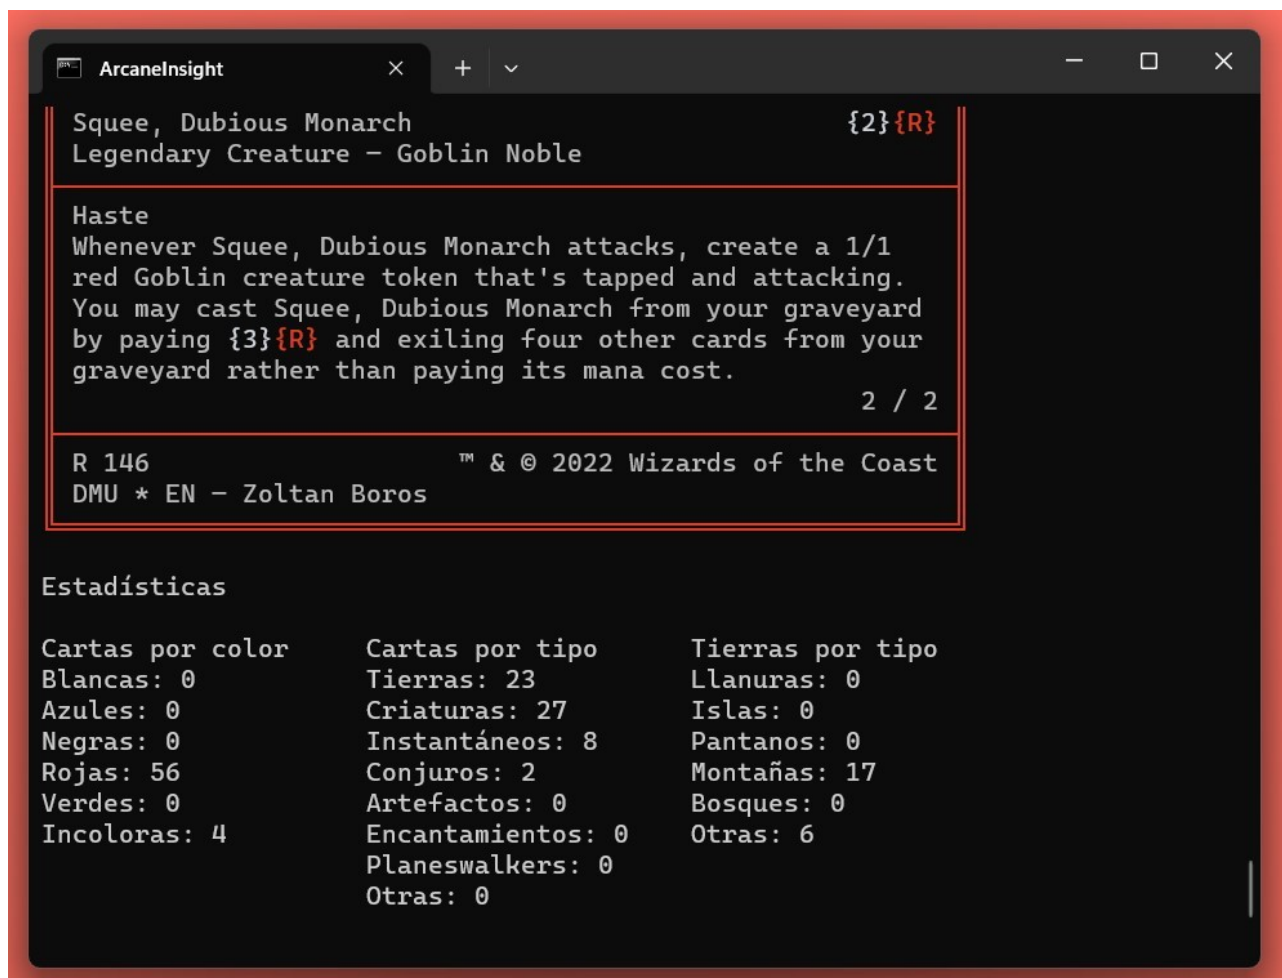 ArcaneInsight
Squee, Dubious Monarch {2}{R}
Legendary Creature — Goblin Noble
Haste
Whenever Squee, Dubious Monarch attacks, create a 1/1
red Goblin creature token that's tapped and attacking.
You may cast Squee, Dubious Monarch from your graveyard
by paying {3}{R} and exiling four other cards from your
graveyard rather than paying its mana cost.
2 / 2
R 146 ™ & © 2022 Wizards of the Coast
DMU * EN — Zoltan Boros
Estadísticas
Cartas por color Cartas por tipo Tierras por tipo
Blancas: 0 Tierras: 23 Llanuras: 0
Azules: 0 Criaturas: 27 Islas: 0
Negras: 0 Instantáneos: 8 Pantanos: 0
Rojas: 56 Conjuros: 2 Montañas: 17
Verdes: 0 Artefactos: 0 Bosques: 0
Incoloras: 4 Encantamientos: 0 Otras: 6
Planeswalkers: 0
Otras: 0